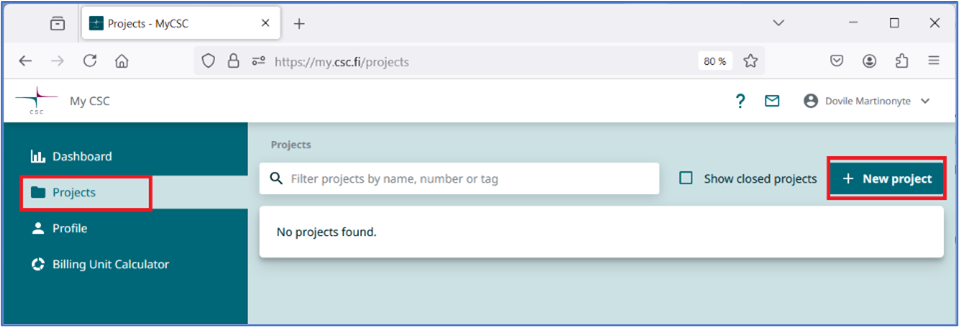 Projects - MyCSC
https://my.csc.fi/projects
80 %
CSC
My CSC
?
Dovile Martinonyte
Dashboard
Projects
Profile
Billing Unit Calculator
Projects
Filter projects by name, number or tag
Show closed projects
+ New project
No projects found.